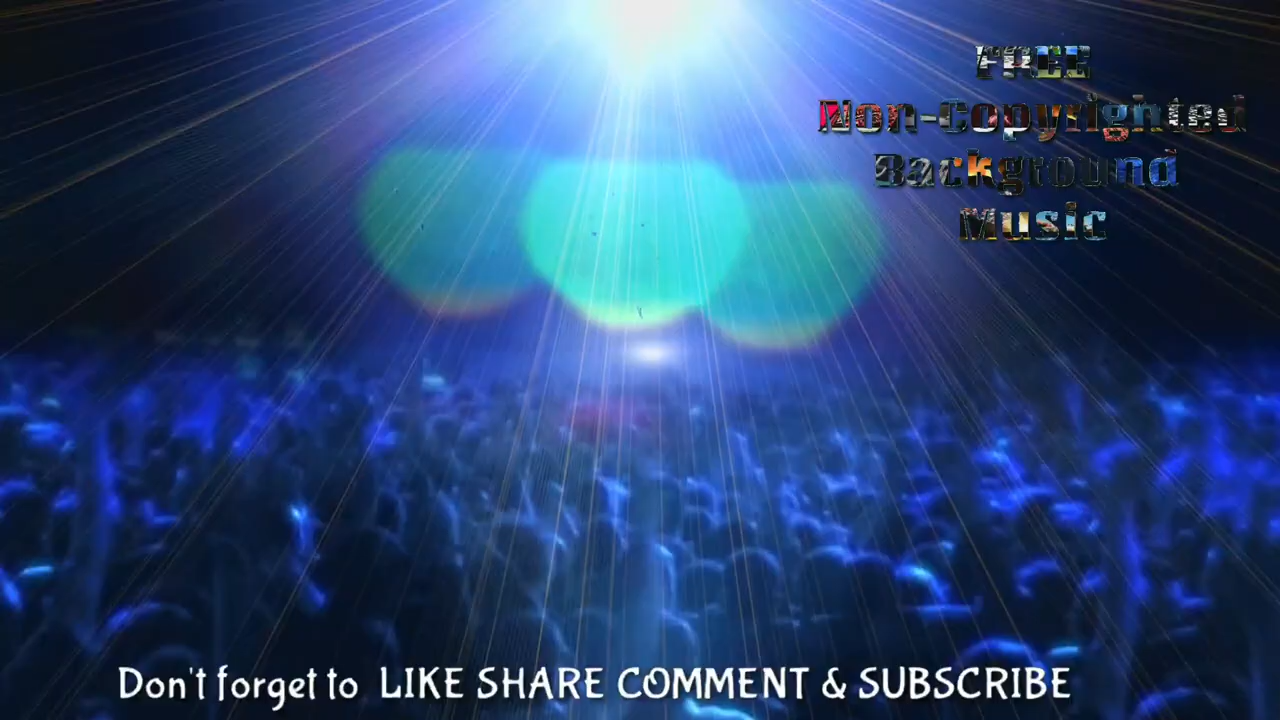 FREE
Non-Copyrighted
Background
Music
Don't forget to LIKE SHARE COMMENT & SUBSCRIBE